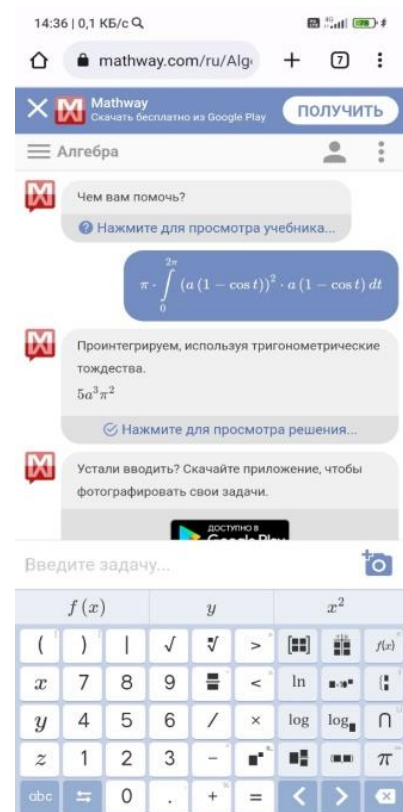 14:36 | 0,1 КБ/с
mathway.com/ru/Alg
7
Mathway
Скачать бесплатно из Google Play
ПОЛУЧИТЬ
Алгебра
Чем вам помочь?
Нажмите для просмотра учебника...
π · ∫₀^{2π} (a (1 − cos t))² · a (1 − cos t) dt
Проинтегрируем, используя тригонометрические
тождества.
5a³π²
Нажмите для просмотра решения...
Устали вводить? Скачайте приложение, чтобы
фотографировать свои задачи.
ДОСТУПНО В
Google Play
Введите задачу...
f (x) y x²
( ) | √ > f(x)
x 7 8 9 < ln
y 4 5 6 / × log log ∩
z 1 2 3 − π
abc 0 . + = < >